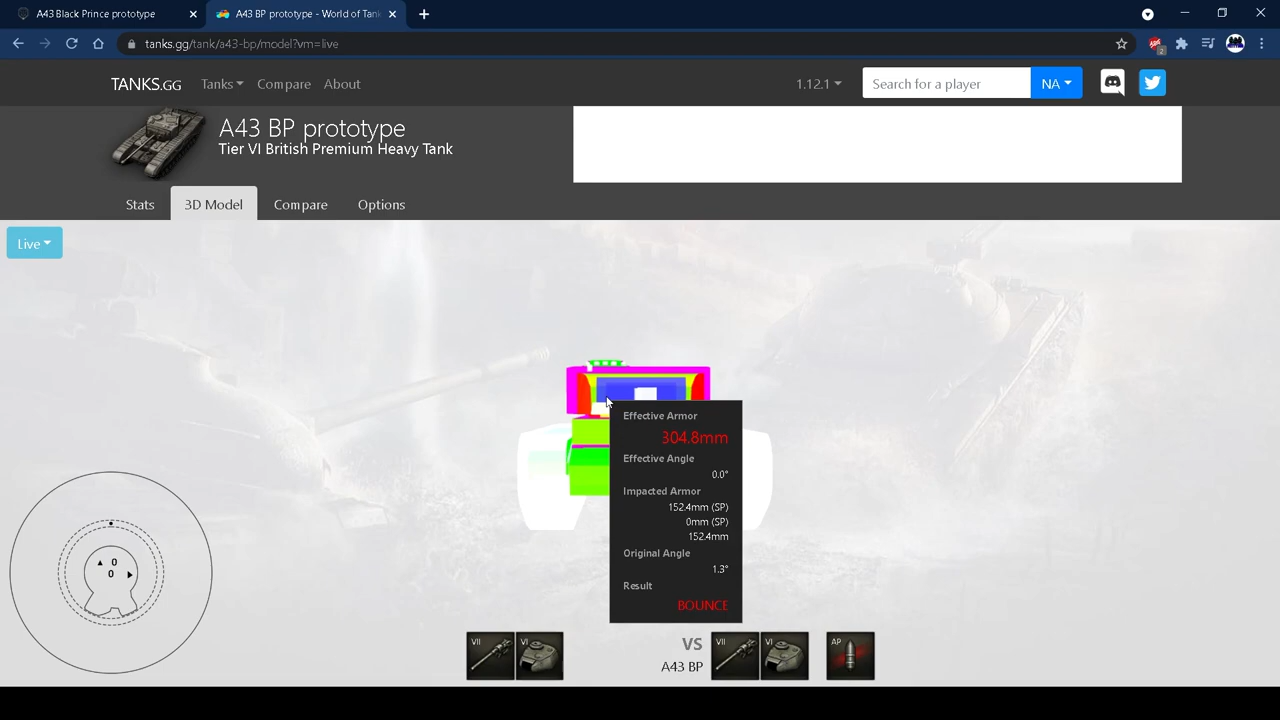 A43 Black Prince prototype
A43 BP prototype - World of Tank
tanks.gg/tank/a43-bp/model?vm=live
2
TANKS.GG
Tanks
Compare
About
1.12.1
Search for a player
NA
A43 BP prototype
Tier VI British Premium Heavy Tank
Stats
3D Model
Compare
Options
Live
Effective Armor
304.8mm
Effective Angle
0.0°
Impacted Armor
152.4mm (SP)
0mm (SP)
152.4mm
Original Angle
1.3°
Result
BOUNCE
0
0
VII
VI
VS
A43 BP
VII
VI
AP